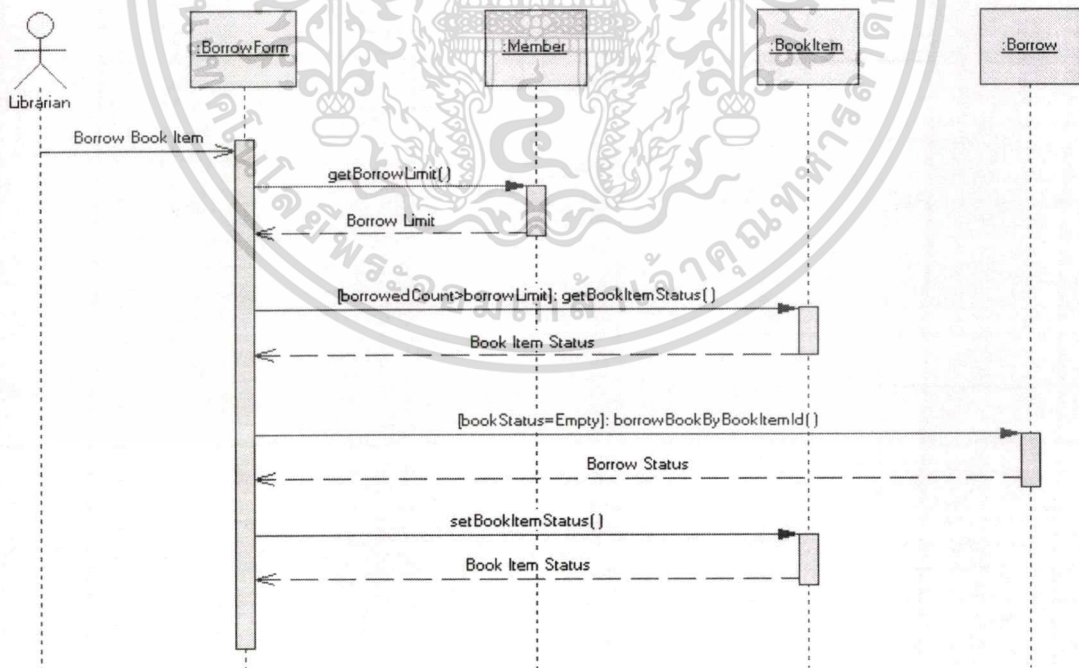 :BorrowForm
:Member
:BookItem
:Borrow
Librarian
Borrow Book Item
getBorrowLimit()
Borrow Limit
[borrowedCount>borrowLimit]: getBookItemStatus()
Book Item Status
[bookStatus=Empty]: borrowBookByBookItemId()
Borrow Status
setBookItemStatus()
Book Item Status